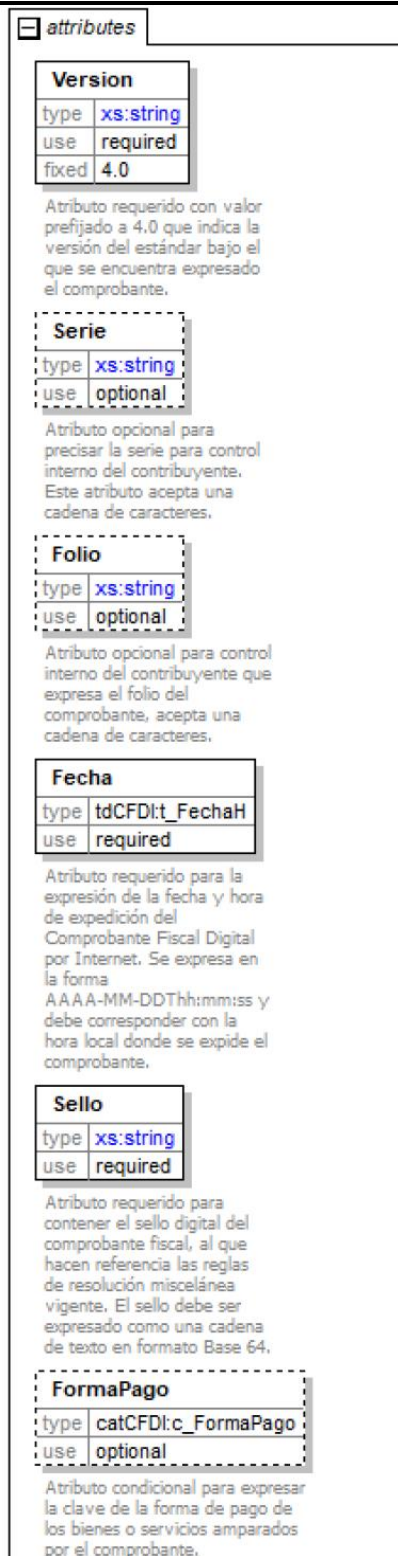 attributes
Version
type xs:string
use required
fixed 4.0
Atributo requerido con valor
prefijado a 4.0 que indica la
versión del estándar bajo el
que se encuentra expresado
el comprobante.
Serie
type xs:string
use optional
Atributo opcional para
precisar la serie para control
interno del contribuyente.
Este atributo acepta una
cadena de caracteres.
Folio
type xs:string
use optional
Atributo opcional para control
interno del contribuyente que
expresa el folio del
comprobante, acepta una
cadena de caracteres.
Fecha
type tdCFDI:t_FechaH
use required
Atributo requerido para la
expresión de la fecha y hora
de expedición del
Comprobante Fiscal Digital
por Internet. Se expresa en
la forma
AAAA-MM-DDThh:mm:ss y
debe corresponder con la
hora local donde se expide el
comprobante.
Sello
type xs:string
use required
Atributo requerido para
contener el sello digital del
comprobante fiscal, al que
hacen referencia las reglas
de resolución miscelánea
vigente. El sello debe ser
expresado como una cadena
de texto en formato Base 64.
FormaPago
type catCFDI:c_FormaPago
use optional
Atributo condicional para expresar
la clave de la forma de pago de
los bienes o servicios amparados
por el comprobante.